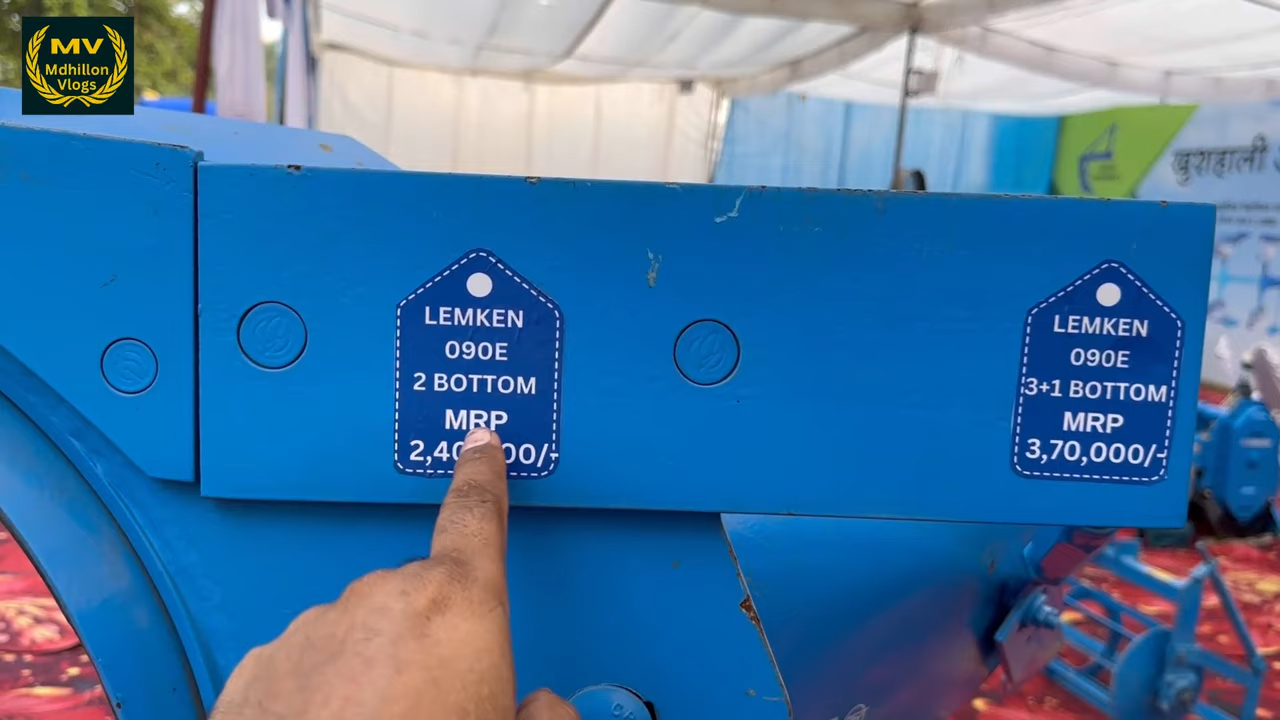 MV
Mdhillon
Vlogs
खुशहाली
LEMKEN
090E
2 BOTTOM
MRP
LEMKEN
090E
3+1 BOTTOM
MRP
3,70,000/-